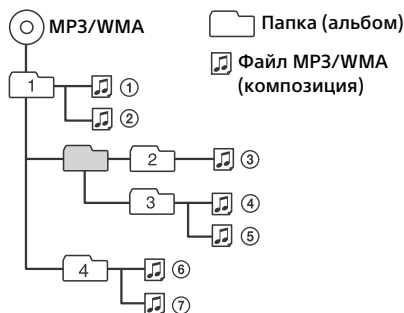 MP3/WMA
Папка (альбом)
Файл MP3/WMA
(композиция)
1
①
②
2
③
3
④
⑤
4
⑥
⑦